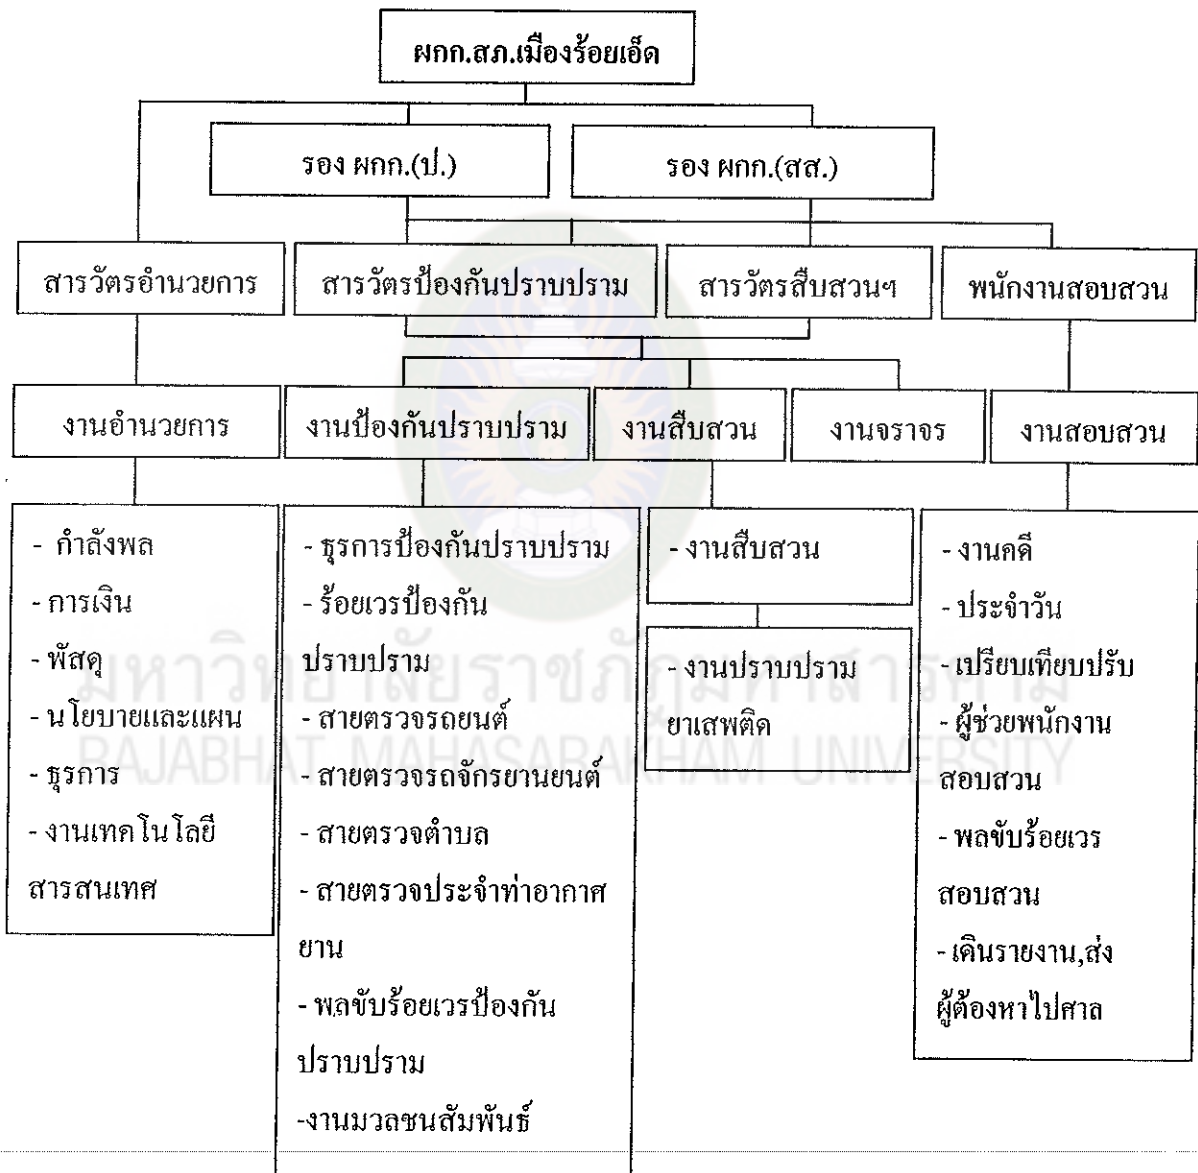 ผกก.สภ.เมืองร้อยเอ็ด
รอง ผกก.(ป.)
รอง ผกก.(สส.)
สารวัตรอำนวยการ
สารวัตรป้องกันปราบปราม
สารวัตรสืบสวนฯ
พนักงานสอบสวน
งานอำนวยการ
งานป้องกันปราบปราม
งานสืบสวน
งานจราจร
งานสอบสวน
- กำลังพล
- การเงิน
- พัสดุ
- นโยบายและแผน
- ธุรการ
- งานเทคโนโลยี
สารสนเทศ
- ธุรการป้องกันปราบปราม
- ร้อยเวรป้องกัน
ปราบปราม
- สายตรวจรถยนต์
- สายตรวจรถจักรยานยนต์
- สายตรวจตำบล
- สายตรวจประจำท่าอากาศ
ยาน
- พลขับร้อยเวรป้องกัน
ปราบปราม
-งานมวลชนสัมพันธ์
- งานสืบสวน
- งานปราบปราม
ยาเสพติด
- งานคดี
- ประจำวัน
- เปรียบเทียบปรับ
- ผู้ช่วยพนักงาน
สอบสวน
- พลขับร้อยเวร
สอบสวน
- เดินรายงาน,ส่ง
ผู้ต้องหาไปศาล
มหาวิทยาลัยราชภัฏมหาสารคาม
RAJABHAT MAHASARAKHAM UNIVERSITY